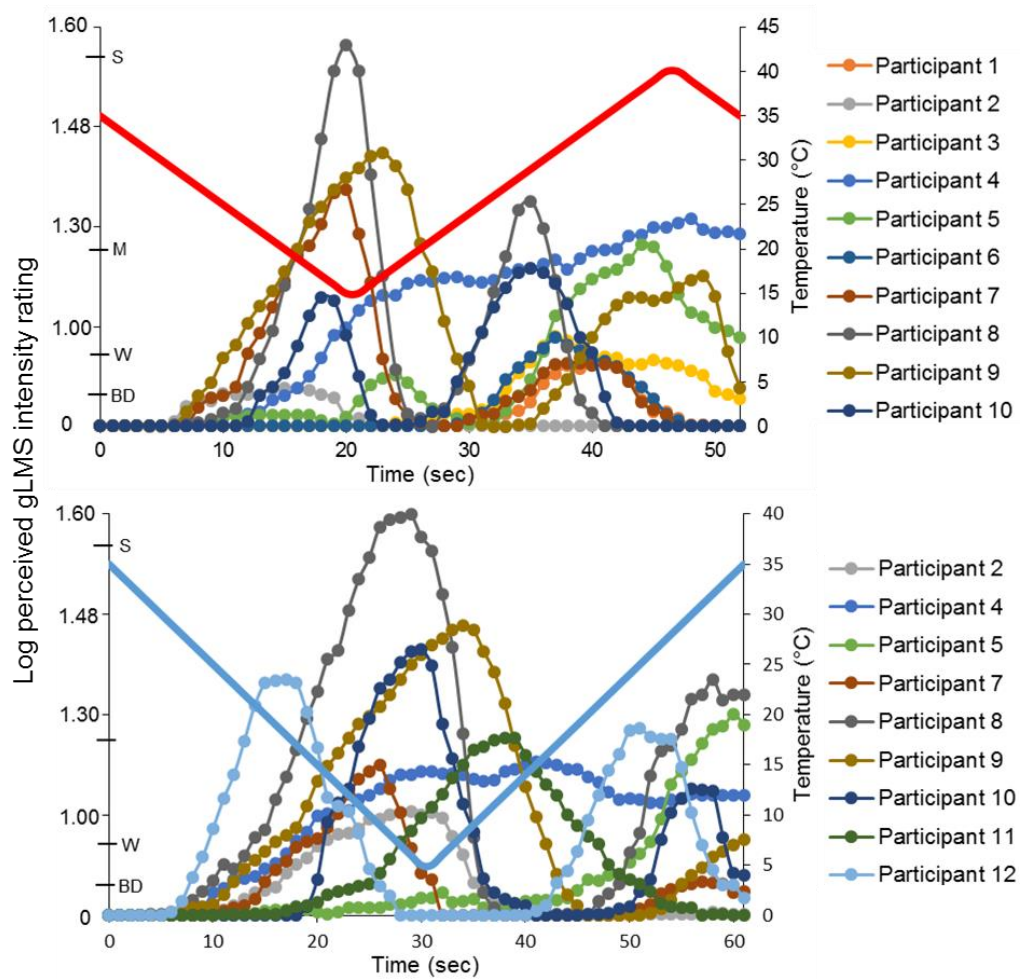 Log perceived gLMS intensity rating
1.60
1.48
1.30
1.00
0
S
M
W
BD
45
40
35
30
25
20
15
10
5
0
Temperature (°C)
0
10
20
30
40
50
Time (sec)
Participant 1
Participant 2
Participant 3
Participant 4
Participant 5
Participant 6
Participant 7
Participant 8
Participant 9
Participant 10
1.60
1.48
1.30
1.00
0
S
W
BD
40
35
30
25
20
15
10
5
0
Temperature (°C)
0
10
20
30
40
50
60
Time (sec)
Participant 2
Participant 4
Participant 5
Participant 7
Participant 8
Participant 9
Participant 10
Participant 11
Participant 12